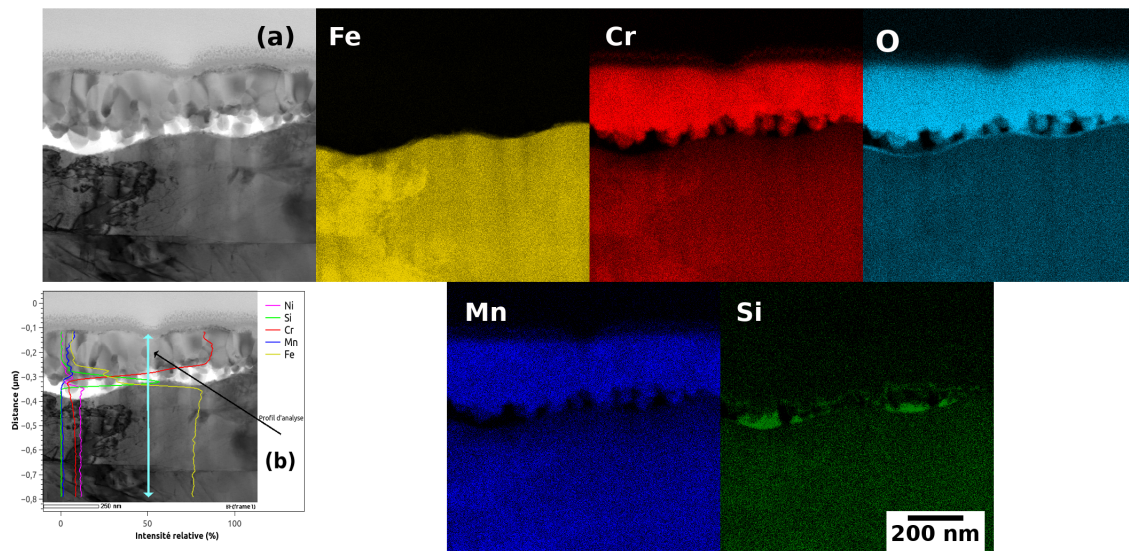 (a)
Fe
Cr
O
Mn
Si
200 nm
0
−0,1
−0,2
−0,3
−0,4
−0,5
−0,6
−0,7
−0,8
Distance (µm)
Ni
Si
Cr
Mn
Fe
Profil d'analyse
(b)
250 nm
0
50
100
Intensité relative (%)